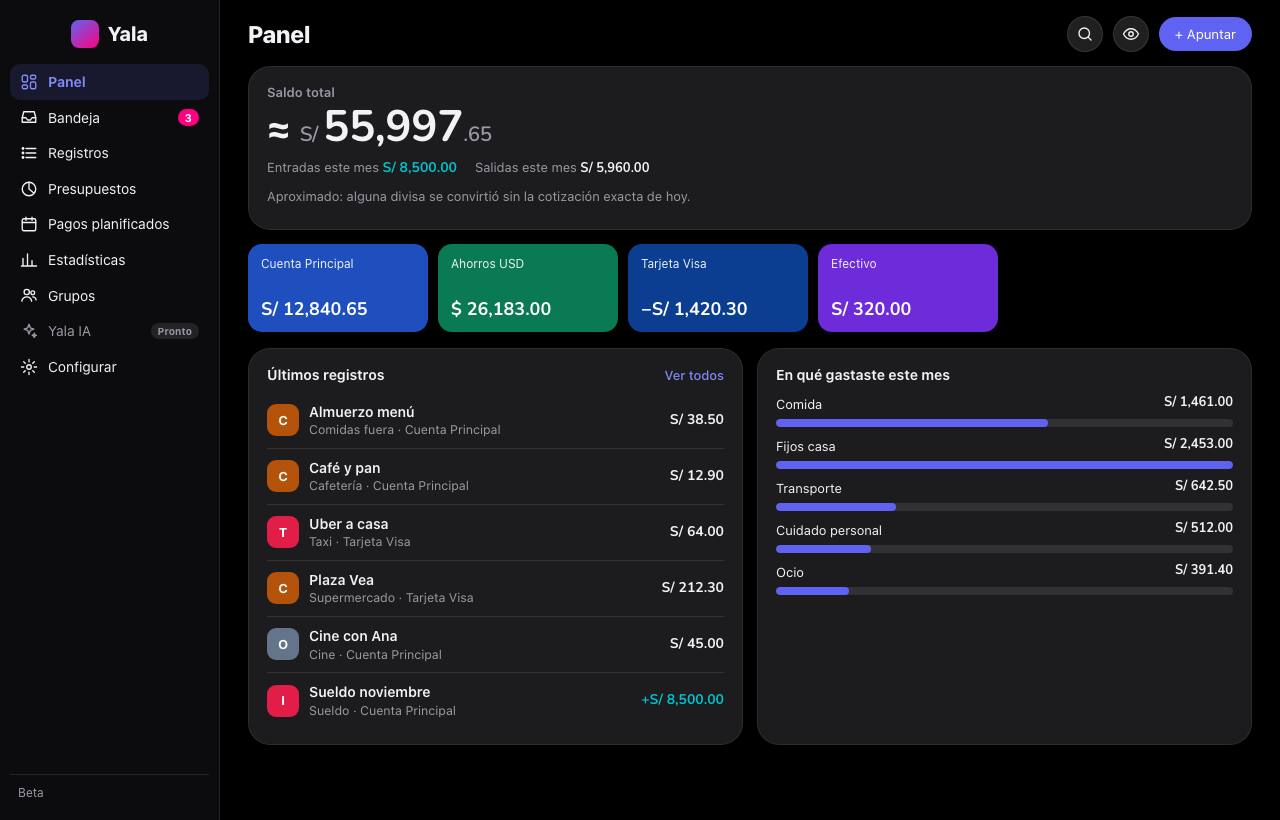 Yala
Panel
Bandeja 3
Registros
Presupuestos
Pagos planificados
Estadísticas
Grupos
Yala IA Pronto
Configurar
Beta
Panel
+ Apuntar
Saldo total
≈ S/ 55,997.65
Entradas este mes S/ 8,500.00 Salidas este mes S/ 5,960.00
Aproximado: alguna divisa se convirtió sin la cotización exacta de hoy.
Cuenta Principal
S/ 12,840.65
Ahorros USD
$ 26,183.00
Tarjeta Visa
−S/ 1,420.30
Efectivo
S/ 320.00
Últimos registros Ver todos
C Almuerzo menú S/ 38.50
Comidas fuera · Cuenta Principal
C Café y pan S/ 12.90
Cafetería · Cuenta Principal
T Uber a casa S/ 64.00
Taxi · Tarjeta Visa
C Plaza Vea S/ 212.30
Supermercado · Tarjeta Visa
O Cine con Ana S/ 45.00
Cine · Cuenta Principal
I Sueldo noviembre +S/ 8,500.00
Sueldo · Cuenta Principal
En qué gastaste este mes
Comida S/ 1,461.00
Fijos casa S/ 2,453.00
Transporte S/ 642.50
Cuidado personal S/ 512.00
Ocio S/ 391.40